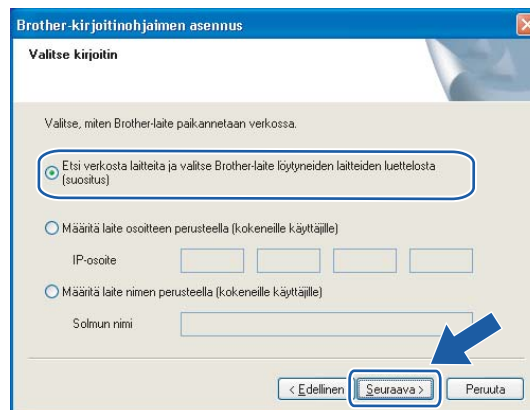 Brother-kirjoitinohjaimen asennus
Valitse kirjoitin
Valitse, miten Brother-laite paikannetaan verkossa.
Etsi verkosta laitteita ja valitse Brother-laite löytyneiden laitteiden luettelosta
(suositus)
Määritä laite osoitteen perusteella (kokeneille käyttäjille)
IP-osoite
Määritä laite nimen perusteella (kokeneille käyttäjille)
Solmun nimi
< Edellinen Seuraava > Peruuta